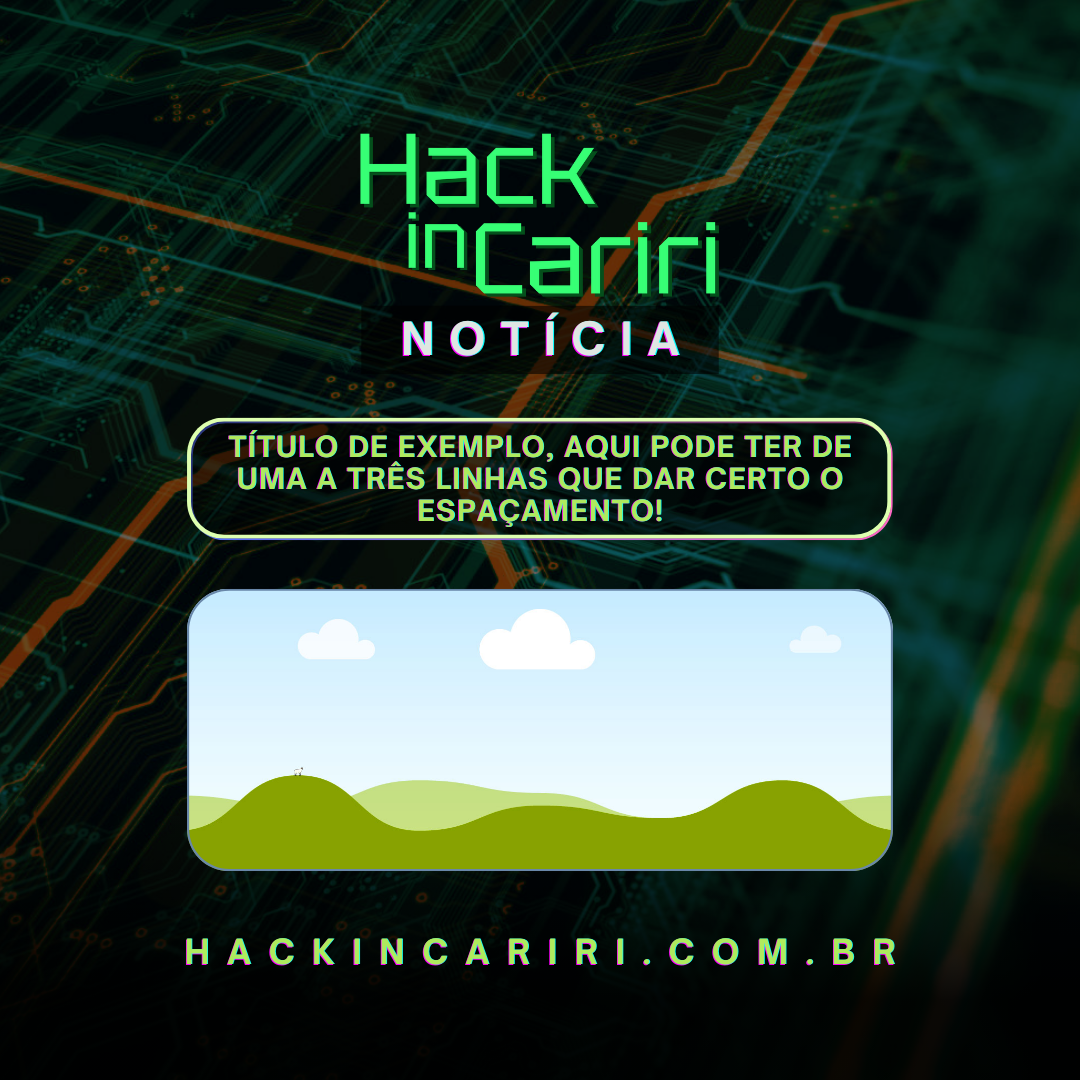 Hack
inCariri
NOTÍCIA
TÍTULO DE EXEMPLO, AQUI PODE TER DE
UMA A TRÊS LINHAS QUE DAR CERTO O
ESPAÇAMENTO!
HACKINCARIRI.COM.BR